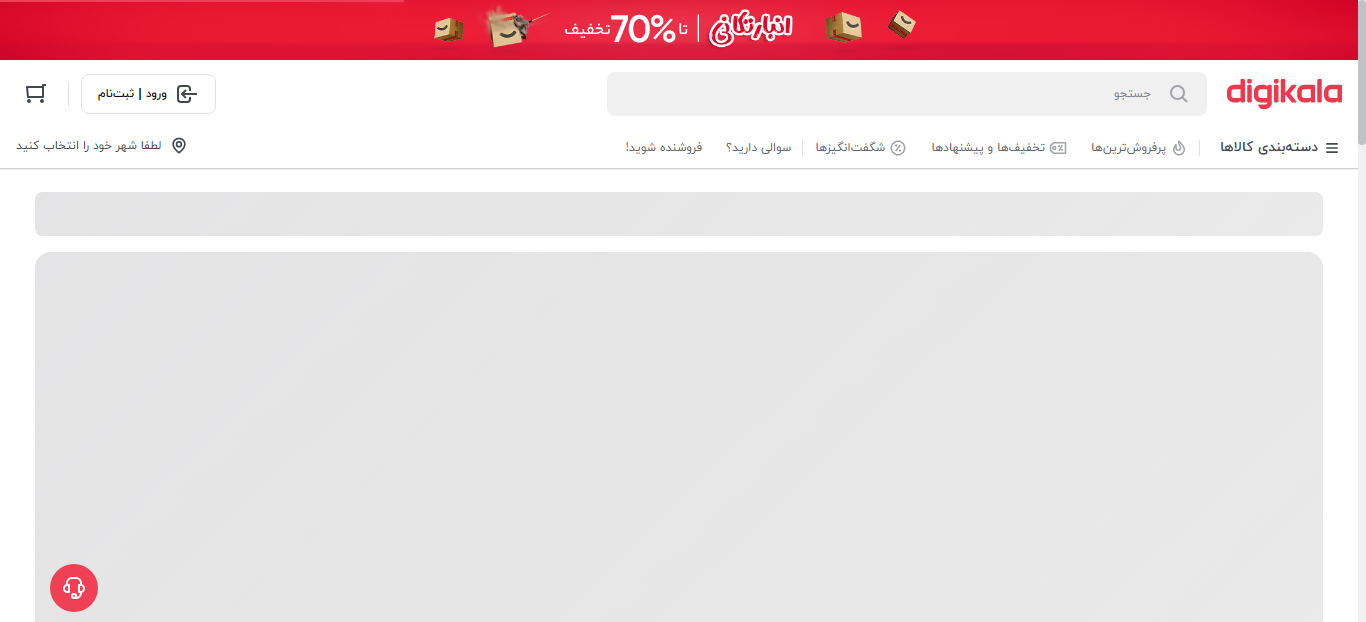 انبارتکانی | تا 70% تخفیف
digikala
جستجو
ورود | ثبت‌نام
دسته‌بندی کالاها
پرفروش‌ترین‌ها
تخفیف‌ها و پیشنهادها
شگفت‌انگیزها
سوالی دارید؟
فروشنده شوید!
لطفا شهر خود را انتخاب کنید